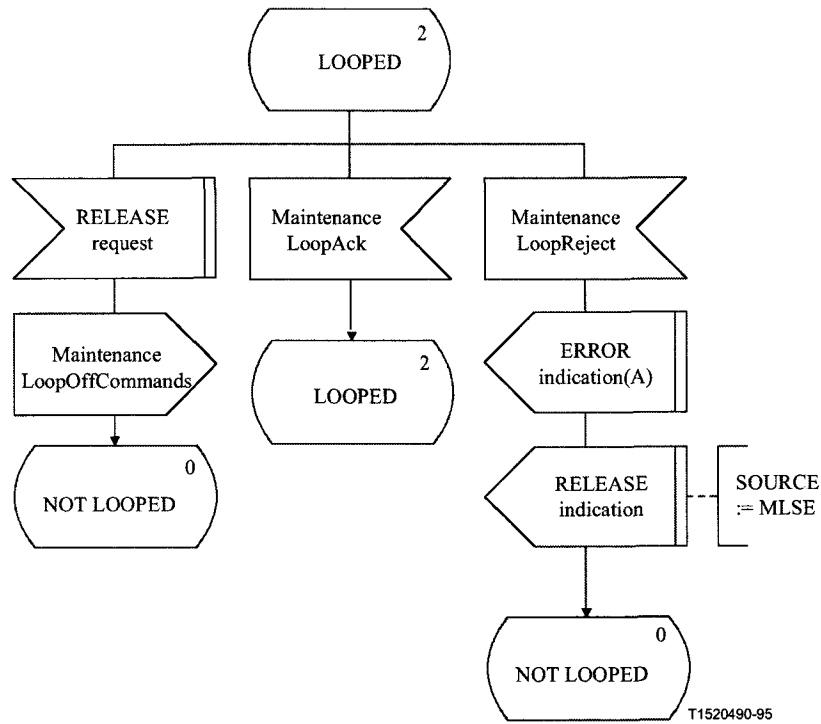 2
LOOPED
RELEASE
request
Maintenance
LoopAck
Maintenance
LoopReject
Maintenance
LoopOffCommands
2
LOOPED
ERROR
indication(A)
0
NOT LOOPED
RELEASE
indication
SOURCE
:= MLSE
0
NOT LOOPED
T1520490-95